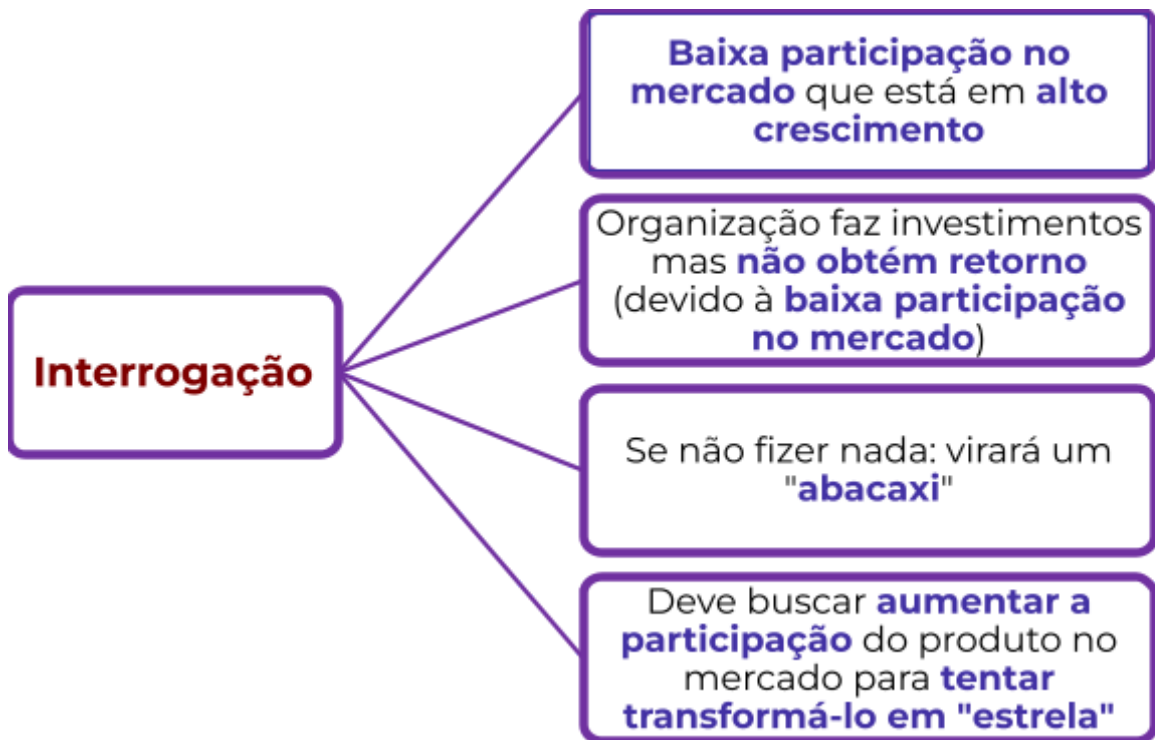 Interrogação
Baixa participação no
mercado que está em alto
crescimento
Organização faz investimentos
mas não obtém retorno
(devido à baixa participação
no mercado)
Se não fizer nada: virará um
"abacaxi"
Deve buscar aumentar a
participação do produto no
mercado para tentar
transformá-lo em "estrela"